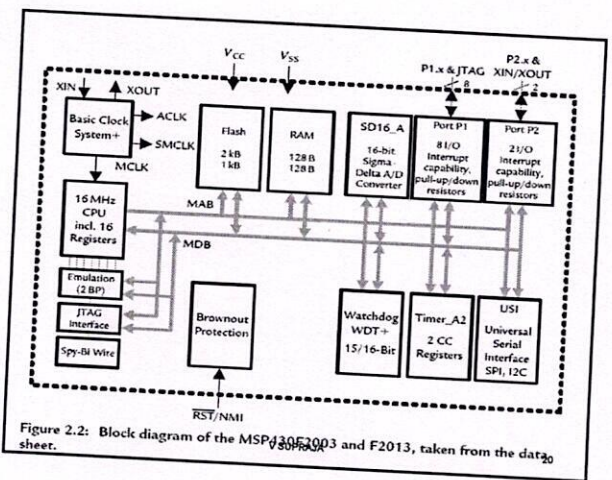 VCC
VSS
P1.x & JTAG
8
P2.x &
XIN/XOUT
2
XIN
XOUT
Basic Clock
System+
ACLK
SMCLK
MCLK
Flash
2 kB
1 kB
RAM
128 B
128 B
SD16_A
16-bit
Sigma-
Delta A/D
Converter
Port P1
8 I/O
Interrupt
capability,
pull-up/down
resistors
Port P2
2 I/O
Interrupt
capability,
pull-up/down
resistors
16 MHz
CPU
incl. 16
Registers
MAB
MDB
Emulation
(2 BP)
JTAG
Interface
Spy-Bi Wire
Brownout
Protection
RST/NMI
Watchdog
WDT+
15/16-Bit
Timer_A2
2 CC
Registers
USI
Universal
Serial
Interface
SPI, I2C
Figure 2.2: Block diagram of the MSP430F2003 and F2013, taken from the data
sheet.
V SUPRAJA
20